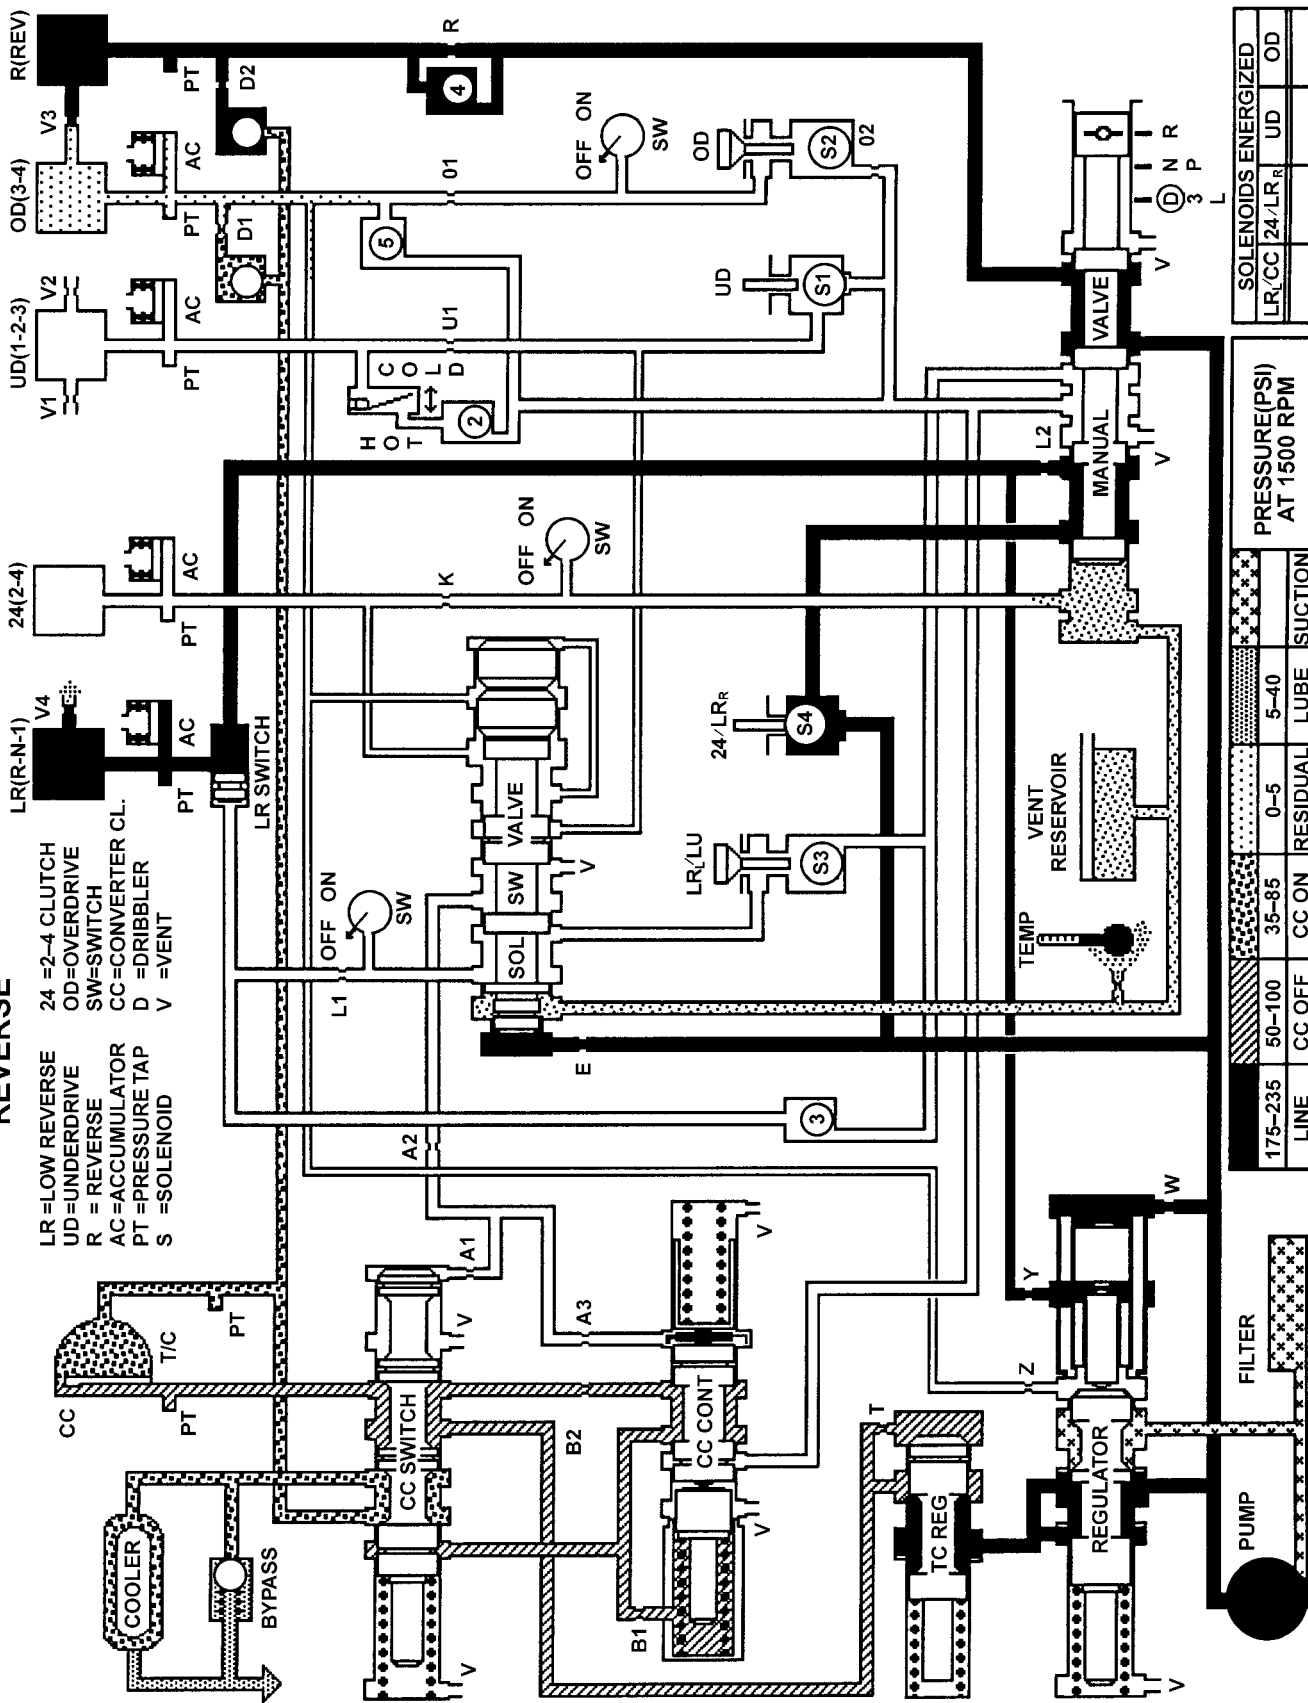 REVERSE
LR =LOW REVERSE
UD =UNDERDRIVE
R = REVERSE
AC =ACCUMULATOR
PT =PRESSURE TAP
S =SOLENOID
24 =2–4 CLUTCH
OD=OVERDRIVE
SW=SWITCH
CC =CONVERTER CL.
D =DRIBBLER
V =VENT
LR(R-N-1)
24(2-4)
UD(1-2-3)
OD(3-4)
R(REV)
V4
V1
V2
V3
PT
AC
PT
AC
PT
AC
PT
AC
PT
D1
D2
LR SWITCH
CC
T/C
PT
PT
COOLER
BYPASS
L1
OFF ON
SW
K
OFF ON
SW
HOT
COLD
2
U1
5
01
4
R
OFF ON
SW
A2
A1
A3
CC SWITCH
V
V
B2
B1
CC CONT
V
V
SOL SW VALVE
V
E
3
LRL/LU
S3
24/LRR
S4
UD
S1
OD
S2
02
T
TC REG
Z
Y
W
REGULATOR
V
PUMP
FILTER
TEMP
VENT
RESERVOIR
L2
MANUAL VALVE
V
V
D N R
3 P
L
175–235 50–100 35–85 0–5 5–40
LINE CC OFF CC ON RESIDUAL LUBE SUCTION
PRESSURE(PSI)
AT 1500 RPM
SOLENOIDS ENERGIZED
LRL/CC 24/LRR UD OD